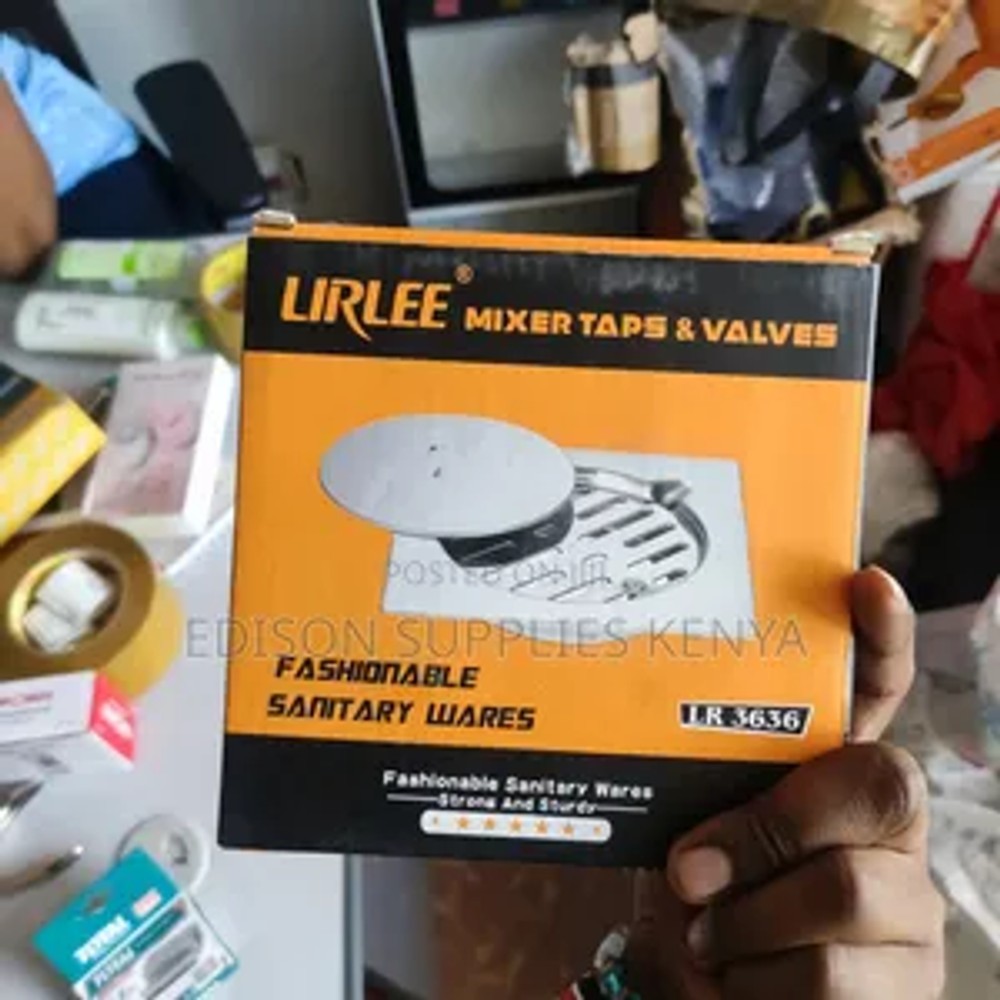 LIRLEE® MIXER TAPS & VALVES
POSTED ON JIJI
EDISON SUPPLIES KENYA
FASHIONABLE
SANITARY WARES
LR 3636
Fashionable Sanitary Wares
Strong And Sturdy